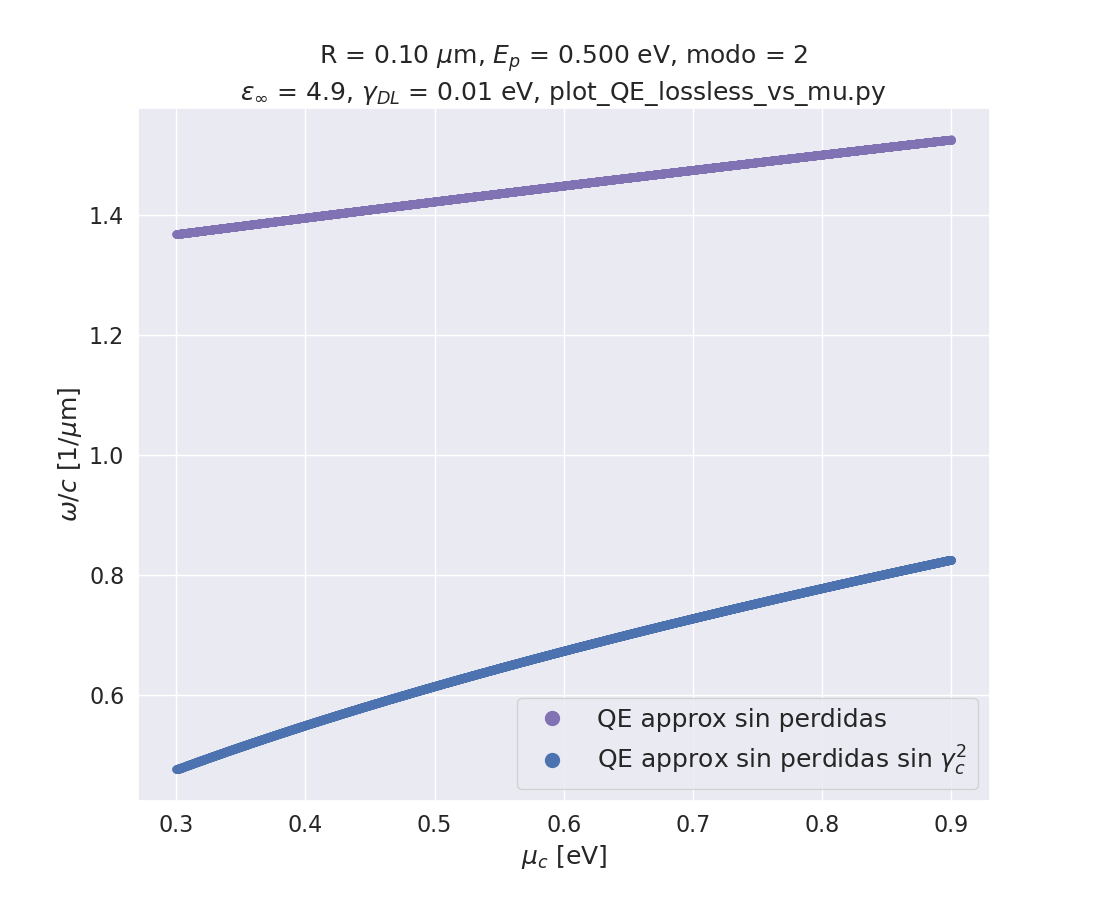 R = 0.10 μm, E_p = 0.500 eV, modo = 2
ε_∞ = 4.9, γ_DL = 0.01 eV, plot_QE_lossless_vs_mu.py
1.4
1.2
1.0
0.8
0.6
ω/c [1/μm]
QE approx sin perdidas
QE approx sin perdidas sin γ_c^2
0.3 0.4 0.5 0.6 0.7 0.8 0.9
μ_c [eV]